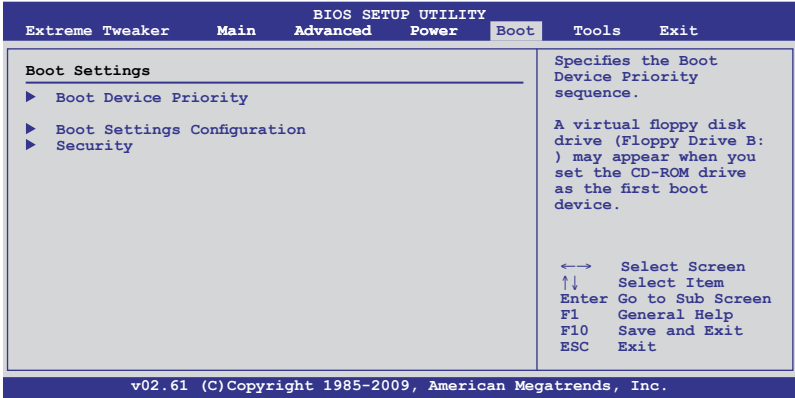 BIOS SETUP UTILITY
Extreme Tweaker Main Advanced Power Boot Tools Exit
Boot Settings
Boot Device Priority
Boot Settings Configuration
Security
Specifies the Boot
Device Priority
sequence.
A virtual floppy disk
drive (Floppy Drive B:
) may appear when you
set the CD-ROM drive
as the first boot
device.
←→ Select Screen
↑↓ Select Item
Enter Go to Sub Screen
F1 General Help
F10 Save and Exit
ESC Exit
v02.61 (C)Copyright 1985-2009, American Megatrends, Inc.